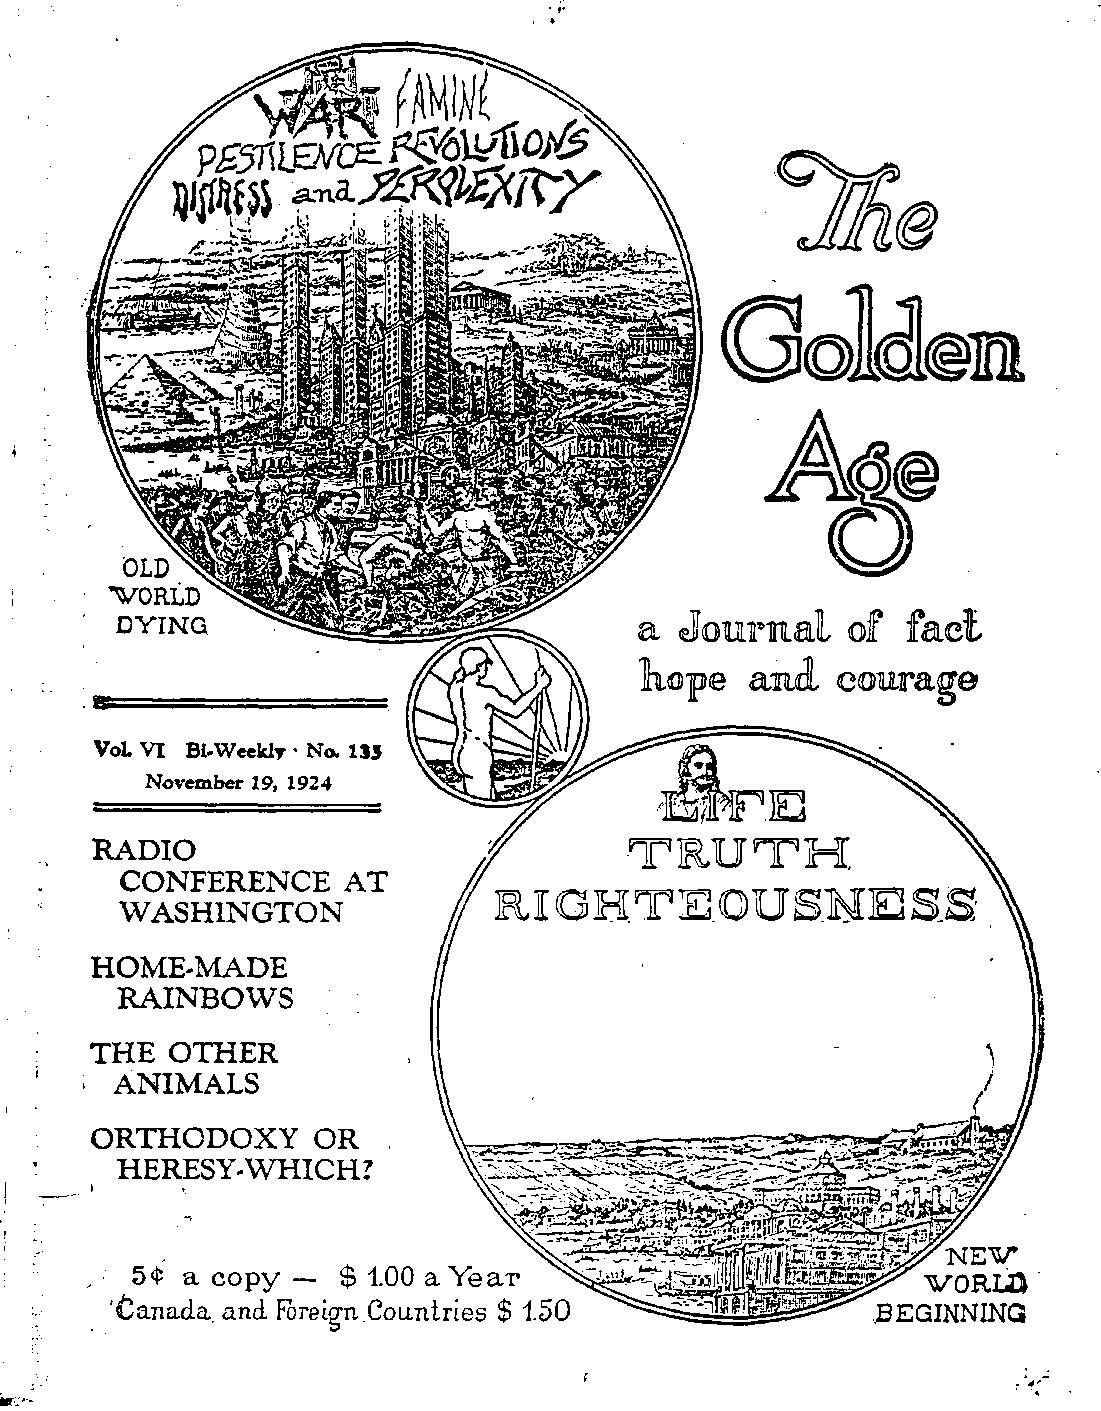 WAR FAMINE
PESTILENCE REVOLUTIONS
DISTRESS and PERPLEXITY
The
Golden
Age
OLD
WORLD
DYING
a Journal of fact
hope and courage
Vol. VI Bi-Weekly · No. 135
November 19, 1924
RADIO
CONFERENCE AT
WASHINGTON
HOME-MADE
RAINBOWS
THE OTHER
ANIMALS
ORTHODOXY OR
HERESY-WHICH?
5¢ a copy — $ 1.00 a Year
Canada and Foreign Countries $ 1.50
LIFE
TRUTH
RIGHTEOUSNESS
NEW
WORLD
BEGINNING